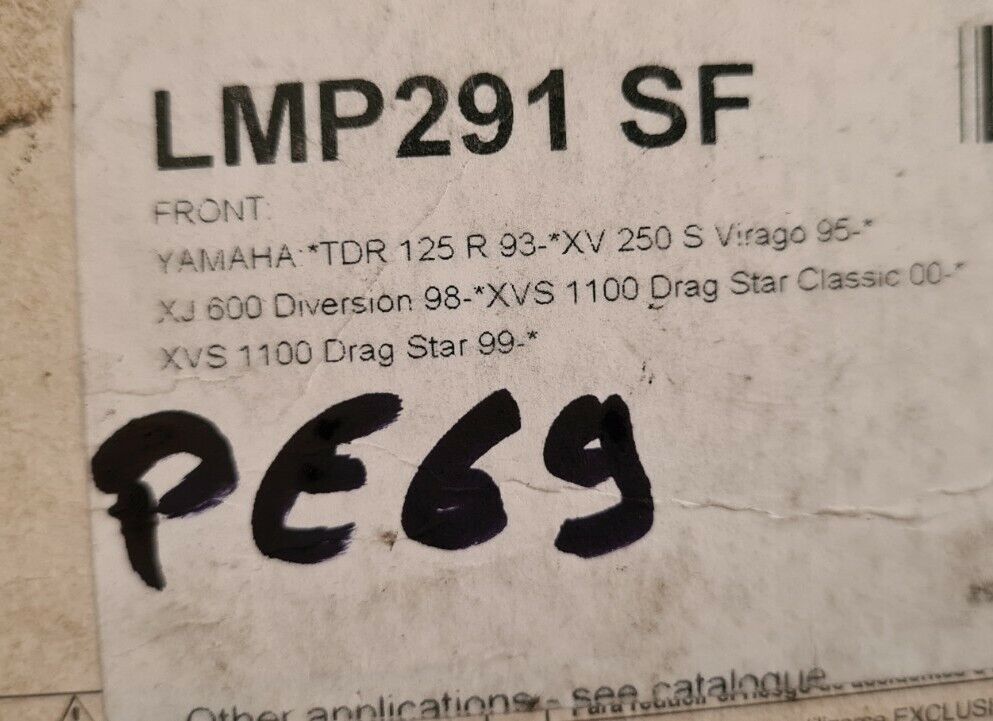 LMP291 SF
FRONT:
YAMAHA:*TDR 125 R 93-*XV 250 S Virago 95-*
XJ 600 Diversion 98-*XVS 1100 Drag Star Classic 00-*
XVS 1100 Drag Star 99-*
PE69
Other applications - see catalogue
EXCLUSI